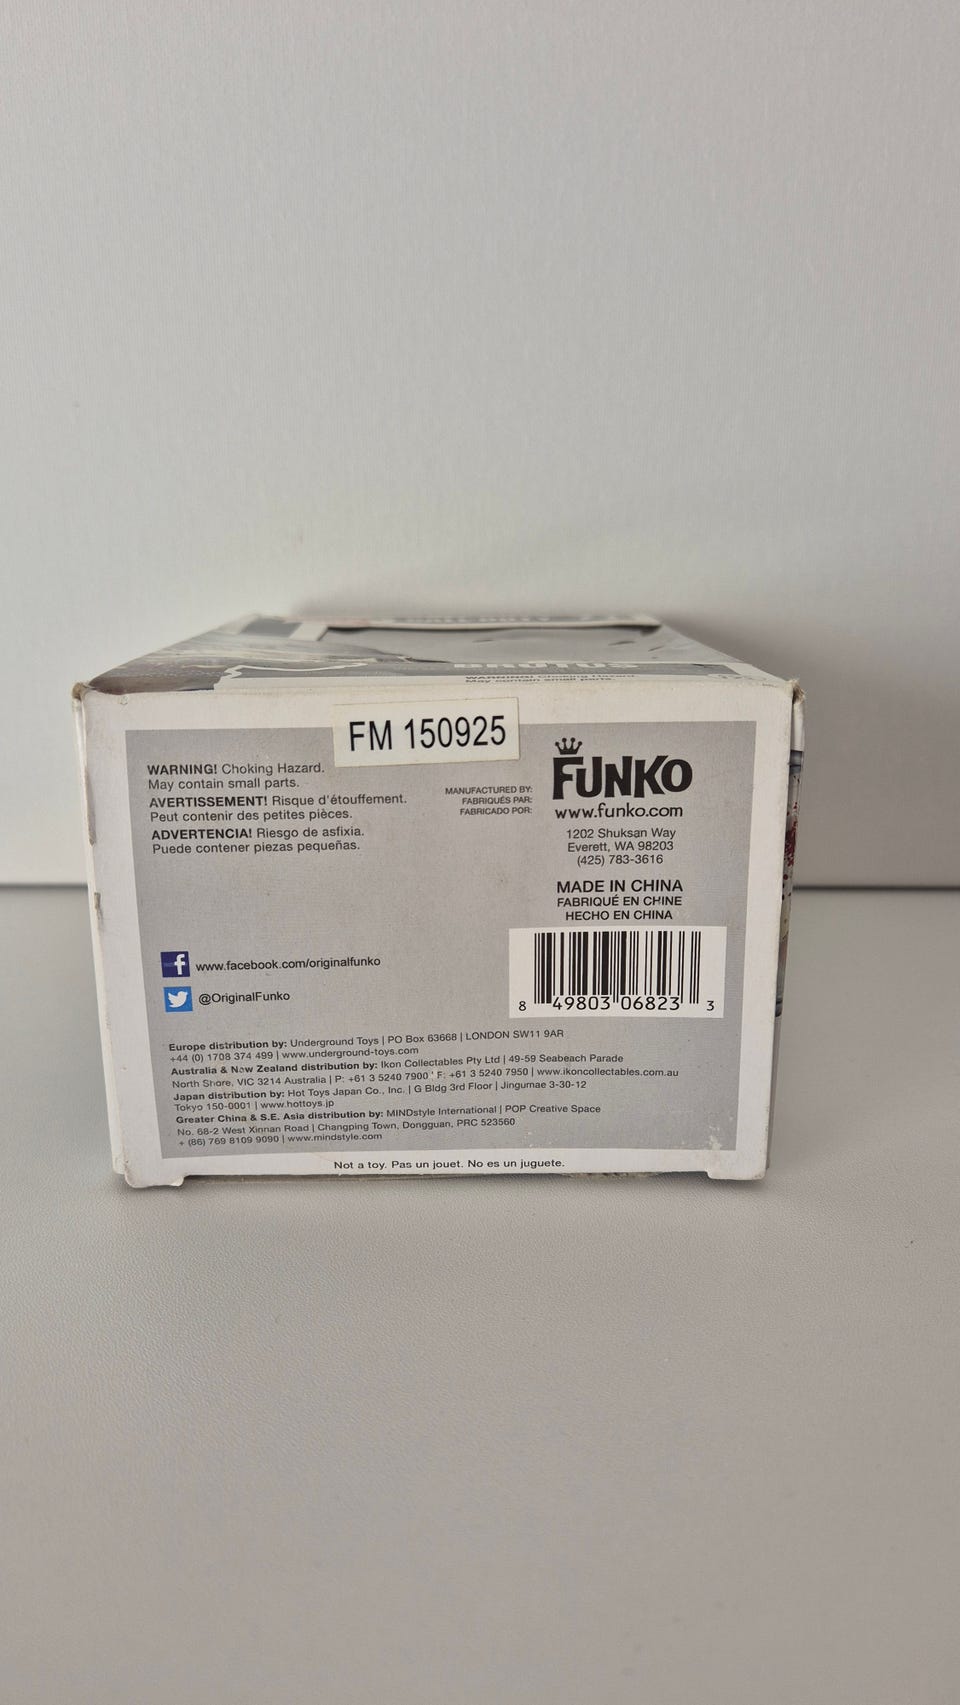 BRUTUS
WARNING! Choking Hazard.
May contain small parts.
FM 150925
WARNING! Choking Hazard.
May contain small parts.
AVERTISSEMENT! Risque d'étouffement.
Peut contenir des petites pièces.
ADVERTENCIA! Riesgo de asfixia.
Puede contener piezas pequeñas.
MANUFACTURED BY:
FABRIQUÉS PAR:
FABRICADO POR:
FUNKO
www.funko.com
1202 Shuksan Way
Everett, WA 98203
(425) 783-3616
MADE IN CHINA
FABRIQUÉ EN CHINE
HECHO EN CHINA
f www.facebook.com/originalfunko
@OriginalFunko
8 49803 06823 3
Europe distribution by: Underground Toys | PO Box 63668 | LONDON SW11 9AR
+44 (0) 1708 374 499 | www.underground-toys.com
Australia & New Zealand distribution by: Ikon Collectables Pty Ltd | 49-59 Seabeach Parade
North Shore, VIC 3214 Australia | P: +61 3 5240 7900 ' F: +61 3 5240 7950 | www.ikoncollectables.com.au
Japan distribution by: Hot Toys Japan Co., Inc. | G Bldg 3rd Floor | Jingumae 3-30-12
Tokyo 150-0001 | www.hottoys.jp
Greater China & S.E. Asia distribution by: MINDstyle International | POP Creative Space
No. 68-2 West Xinnan Road | Changping Town, Dongguan, PRC 523560
+ (86) 769 8109 9090 | www.mindstyle.com
Not a toy. Pas un jouet. No es un juguete.